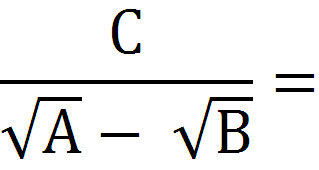 C
√A − √B =